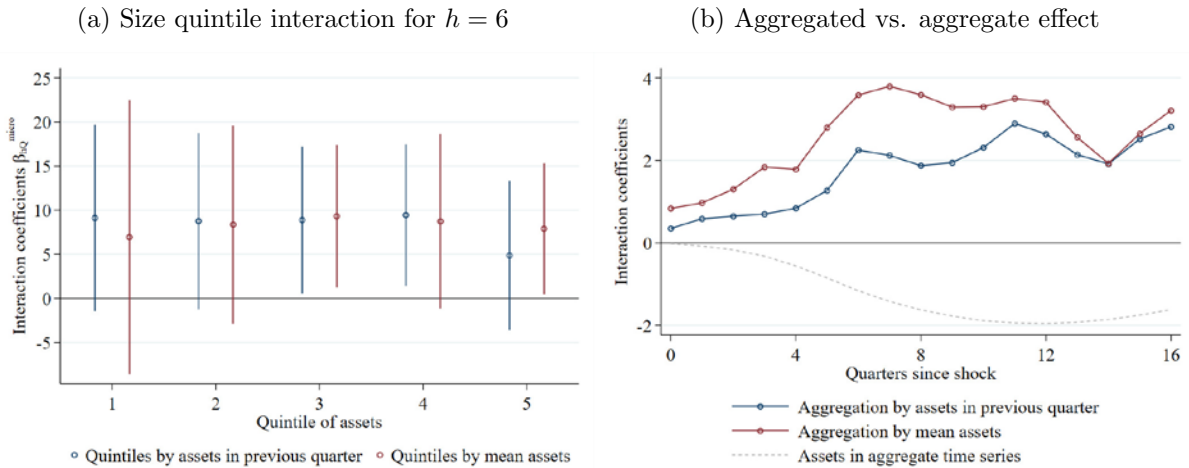 (a) Size quintile interaction for h = 6
25
20
15
10
5
0
-5
Interaction coefficients β_hQ^micro
1 2 3 4 5
Quintile of assets
Quintiles by assets in previous quarter Quintiles by mean assets
(b) Aggregated vs. aggregate effect
4
2
0
-2
Interaction coefficients
0 4 8 12 16
Quarters since shock
Aggregation by assets in previous quarter
Aggregation by mean assets
Assets in aggregate time series